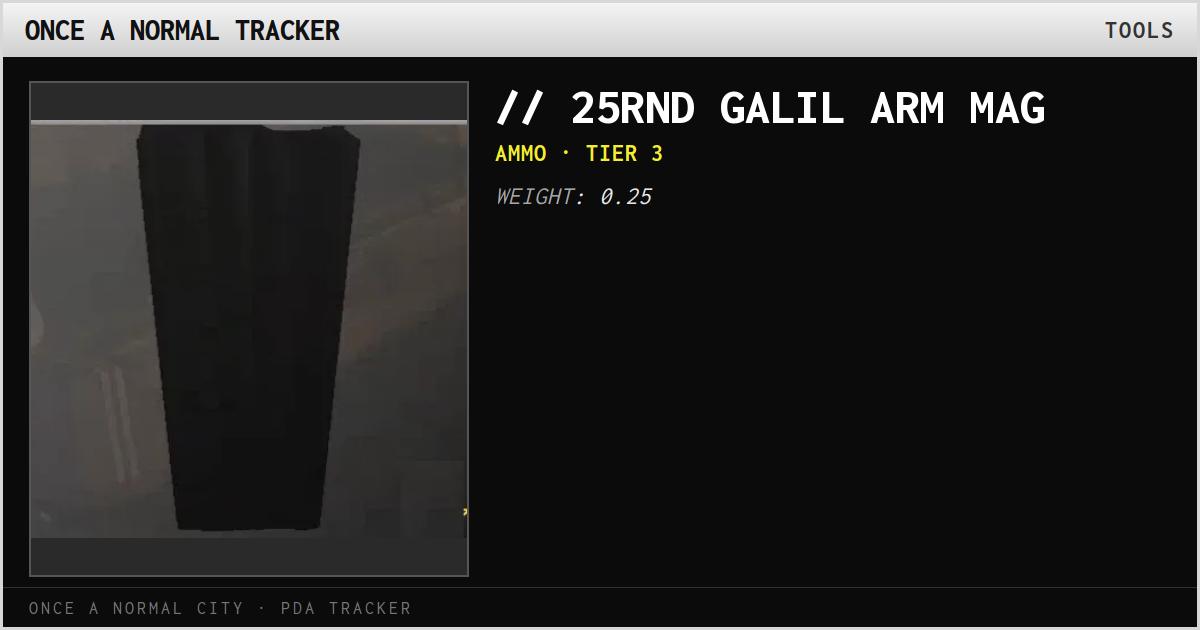 ONCE A NORMAL TRACKER
TOOLS
// 25RND GALIL ARM MAG
AMMO · TIER 3
WEIGHT: 0.25
ONCE A NORMAL CITY · PDA TRACKER